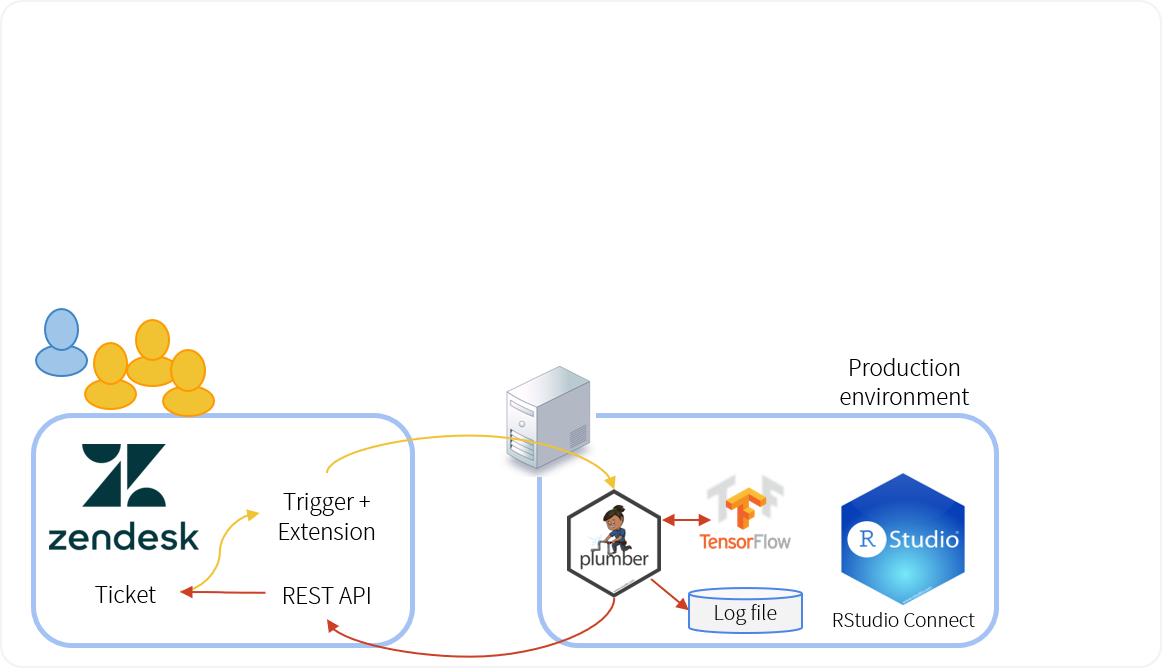 Production
environment
zendesk
Trigger +
Extension
Ticket
REST API
plumber
TensorFlow
Log file
R Studio
RStudio Connect